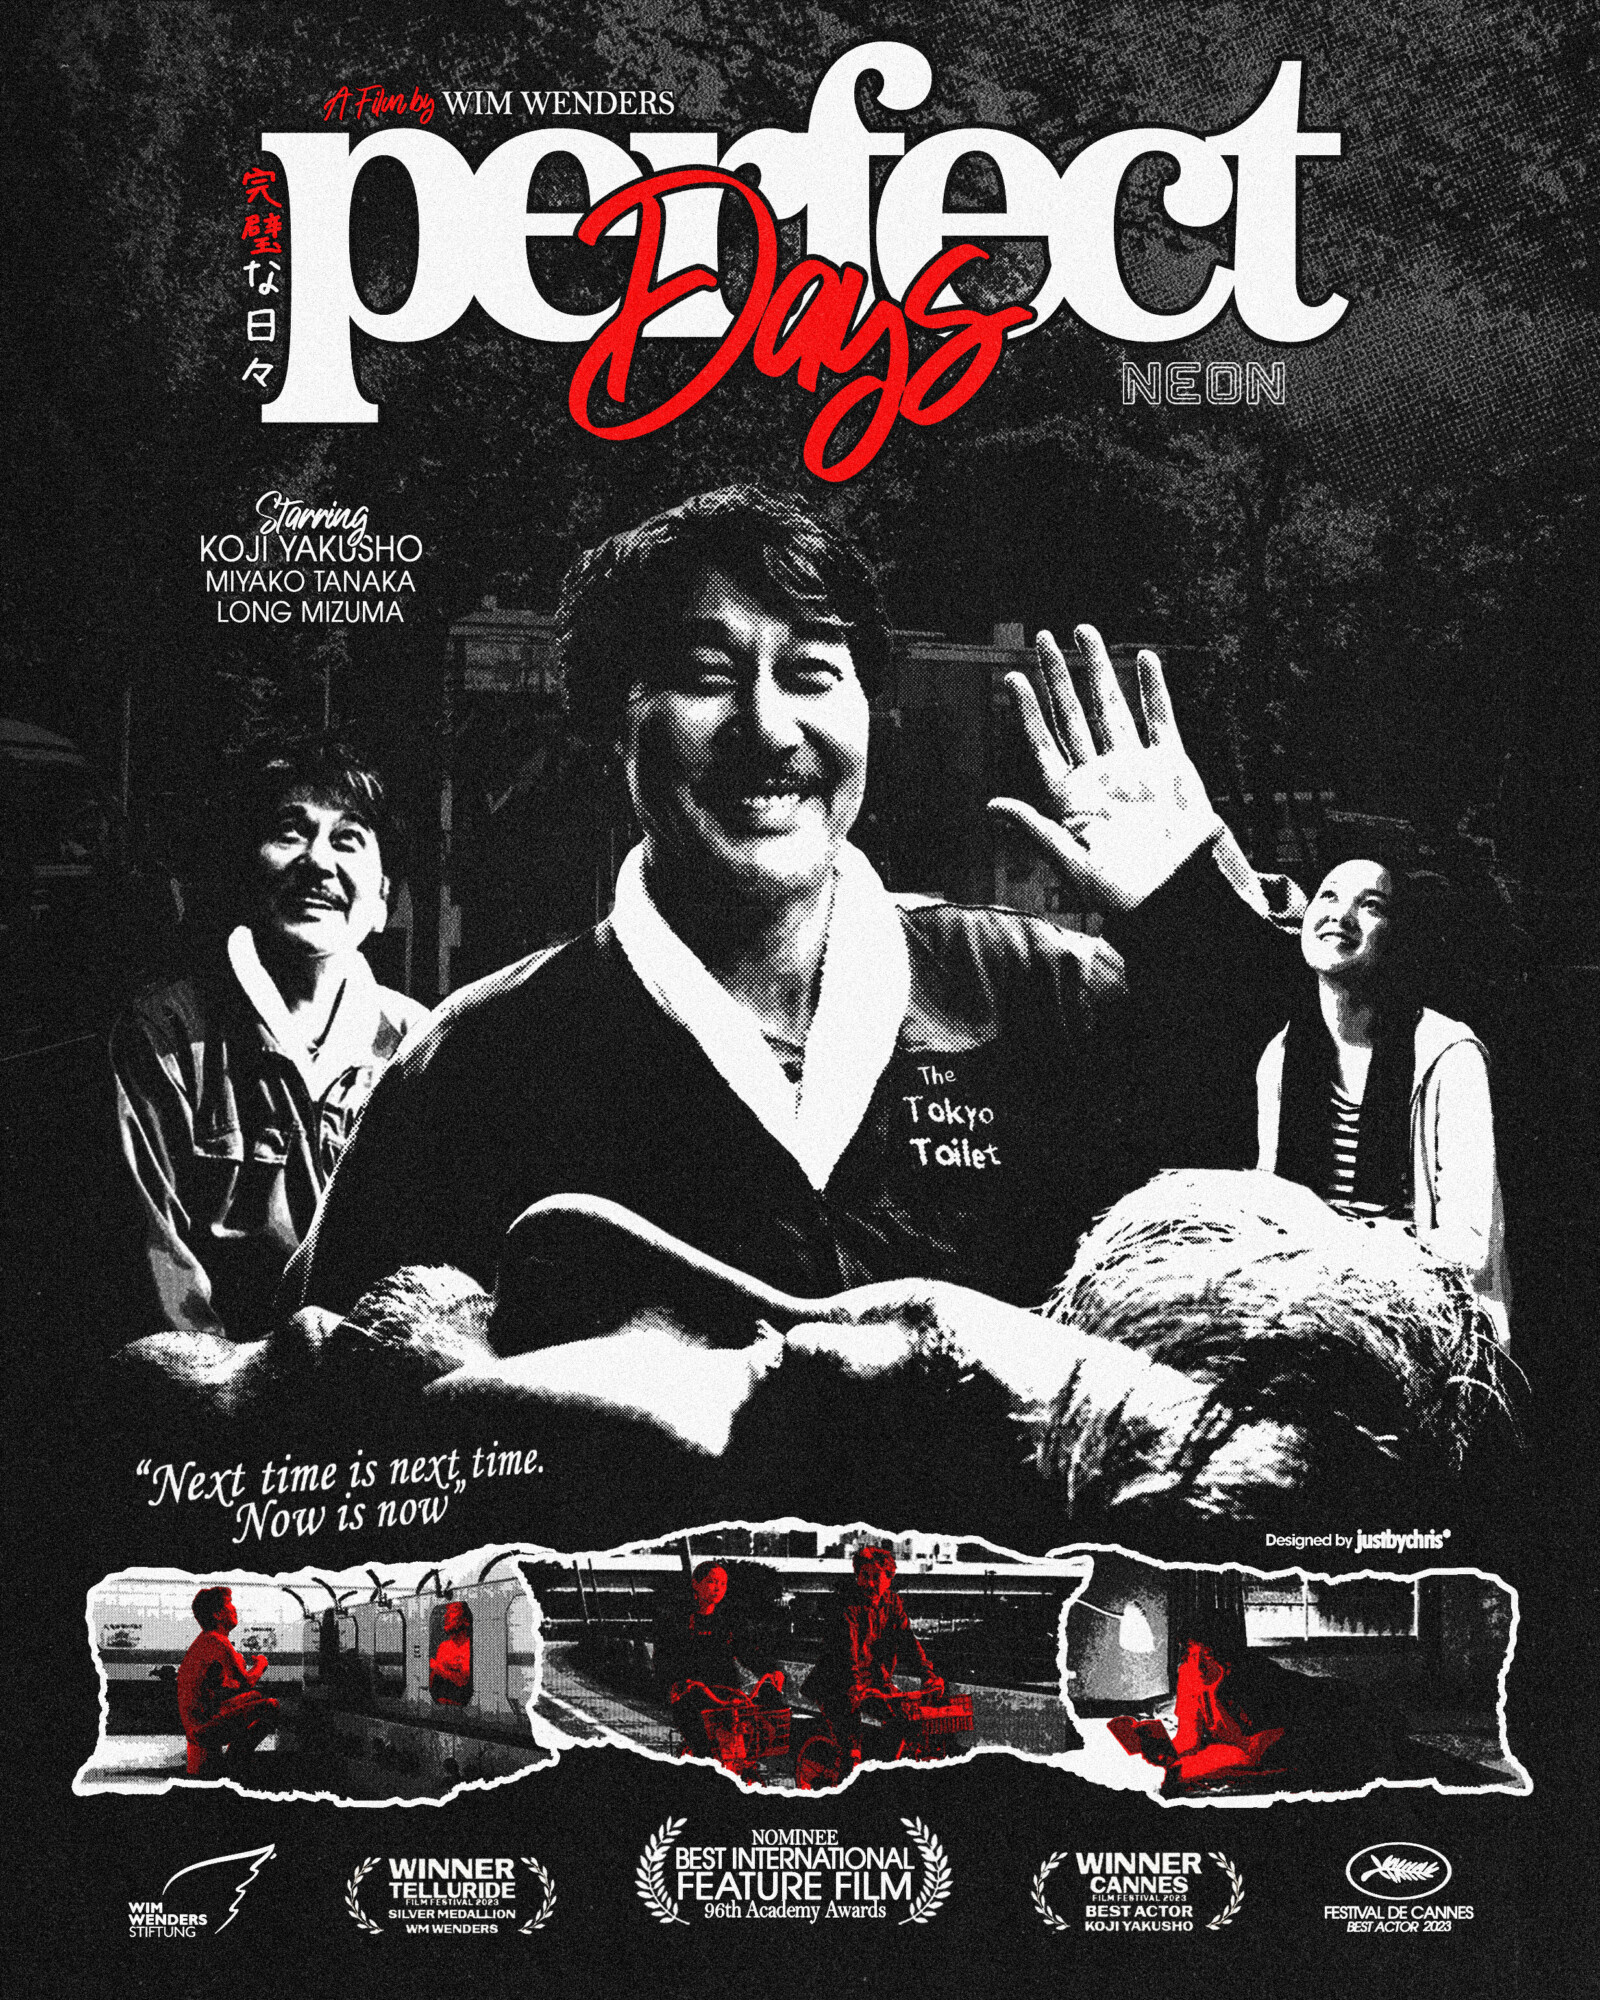 A Film by WIM WENDERS
perfect
Days
完璧な日々
NEON
Starring
KOJI YAKUSHO
MIYAKO TANAKA
LONG MIZUMA
The
Tokyo
Toilet
“Next time is next time.
Now is now”
Designed by justbychris®
WIM
WENDERS
STIFTUNG
WINNER
TELLURIDE
FILM FESTIVAL 2023
SILVER MEDALLION
WM WENDERS
NOMINEE
BEST INTERNATIONAL
FEATURE FILM
96th Academy Awards
WINNER
CANNES
FILM FESTIVAL 2023
BEST ACTOR
KOJI YAKUSHO
FESTIVAL DE CANNES
BEST ACTOR 2023